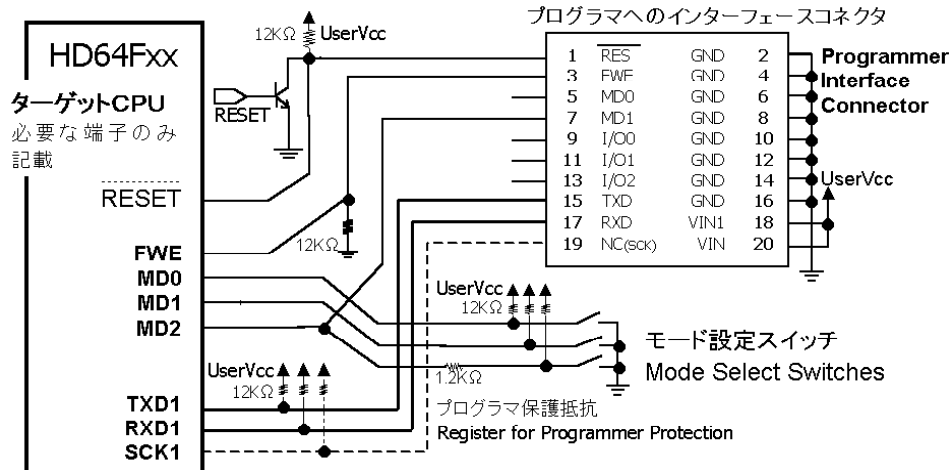 プログラマへのインターフェースコネクタ
12KΩ UserVcc
HD64Fxx
ターゲットCPU
必要な端子のみ
記載
RESET
1 RES GND 2
3 FWE GND 4
5 MD0 GND 6
7 MD1 GND 8
9 I/O0 GND 10
11 I/O1 GND 12
13 I/O2 GND 14
15 TXD GND 16
17 RXD VIN1 18
19 NC(SCK) VIN 20
Programmer
Interface
Connector
UserVcc
RESET
12KΩ
FWE
MD0
MD1
MD2
UserVcc
12KΩ
モード設定スイッチ
Mode Select Switches
UserVcc
12KΩ
1.2KΩ
プログラマ保護抵抗
Register for Programmer Protection
TXD1
RXD1
SCK1